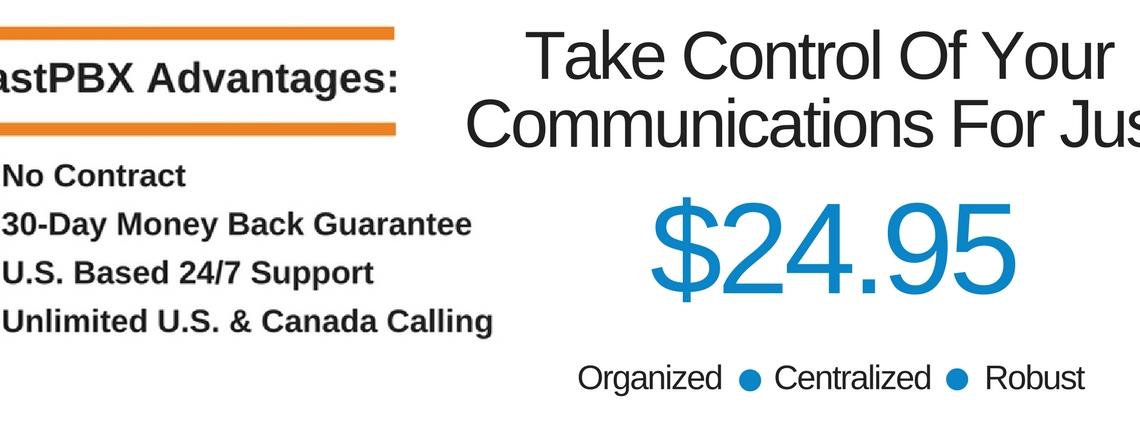 astPBX Advantages:
No Contract
30-Day Money Back Guarantee
U.S. Based 24/7 Support
Unlimited U.S. & Canada Calling
Take Control Of Your
Communications For Jus
$24.95
Organized ● Centralized ● Robust